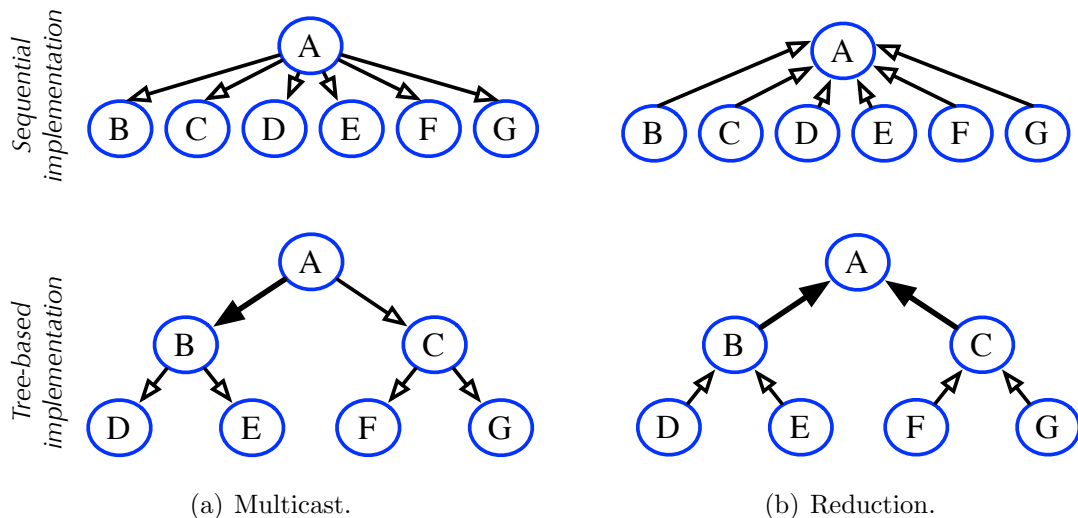 Sequential
implementation
A
B C D E F G
A
B C D E F G
Tree-based
implementation
A
B C
D E F G
A
B C
D E F G
(a) Multicast.
(b) Reduction.